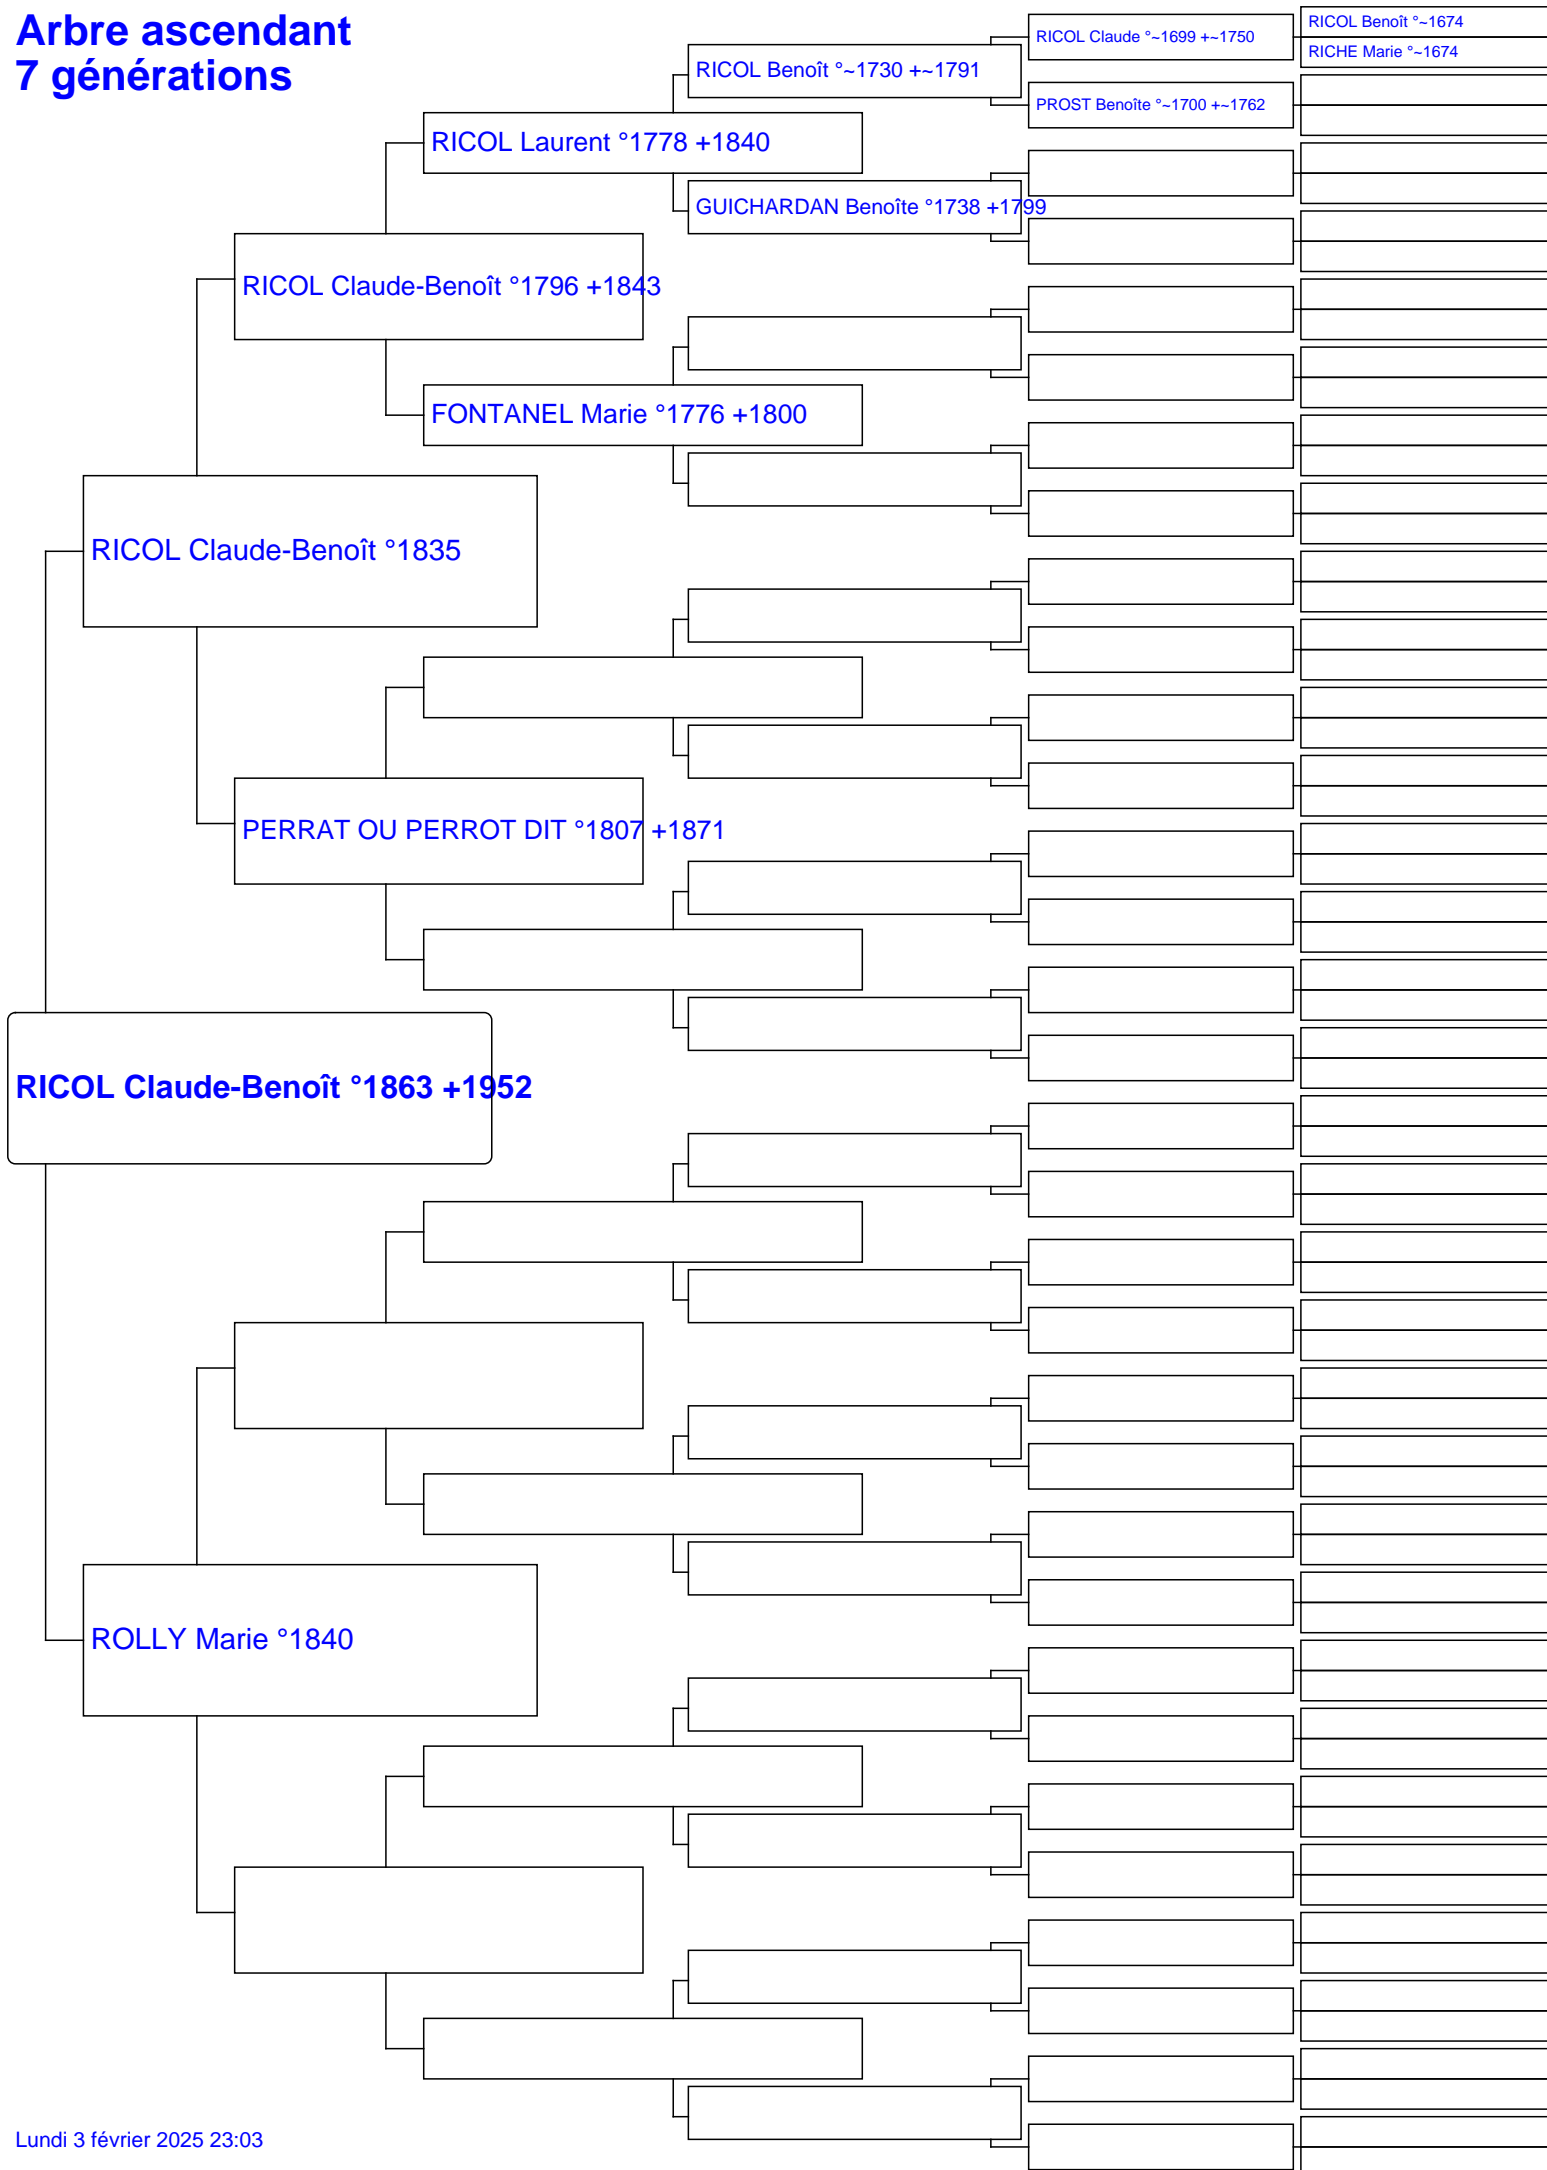 Arbre ascendant
7 générations
RICOL Benoît °~1674
RICHE Marie °~1674
RICOL Claude °~1699 +~1750
RICOL Benoît °~1730 +~1791
PROST Benoîte °~1700 +~1762
RICOL Laurent °1778 +1840
GUICHARDAN Benoîte °1738 +1799
RICOL Claude-Benoît °1796 +1843
FONTANEL Marie °1776 +1800
RICOL Claude-Benoît °1835
PERRAT OU PERROT DIT °1807 +1871
RICOL Claude-Benoît °1863 +1952
ROLLY Marie °1840
Lundi 3 février 2025 23:03